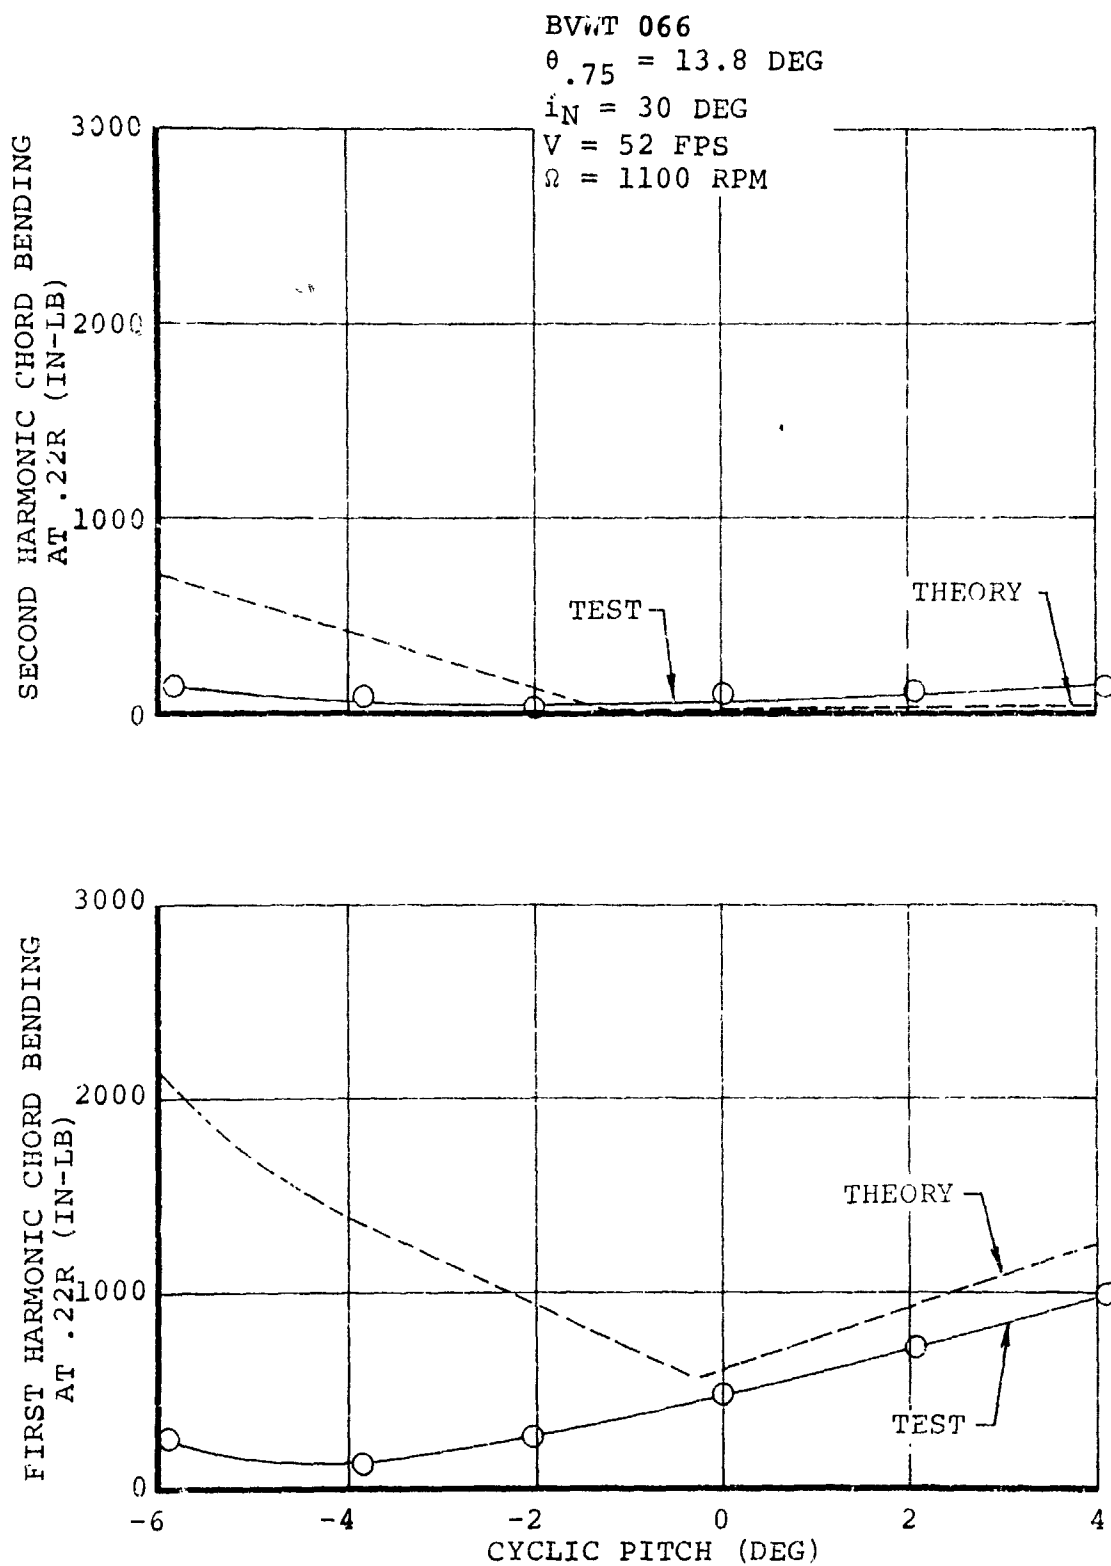 BVWT 066
θ.75 = 13.8 DEG
iN = 30 DEG
V = 52 FPS
Ω = 1100 RPM
SECOND HARMONIC CHORD BENDING
AT .22R (IN-LB)
3000
2000
1000
0
TEST
THEORY
FIRST HARMONIC CHORD BENDING
AT .22R (IN-LB)
3000
2000
1000
0
THEORY
TEST
-6 -4 -2 0 2 4
CYCLIC PITCH (DEG)